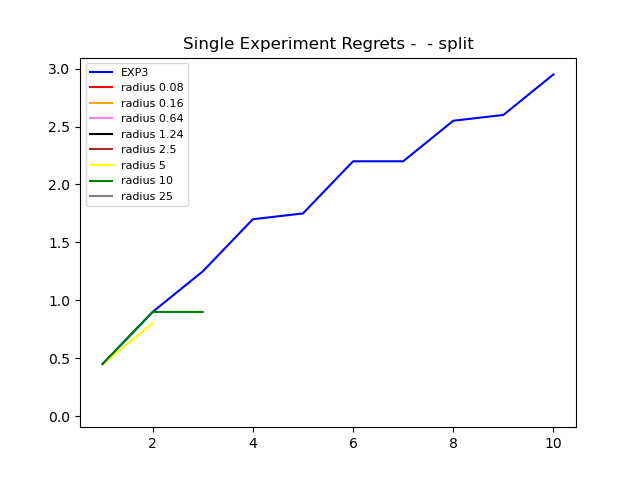 Single Experiment Regrets -  - split
EXP3
radius 0.08
radius 0.16
radius 0.64
radius 1.24
radius 2.5
radius 5
radius 10
radius 25
3.0
2.5
2.0
1.5
1.0
0.5
0.0
2 4 6 8 10